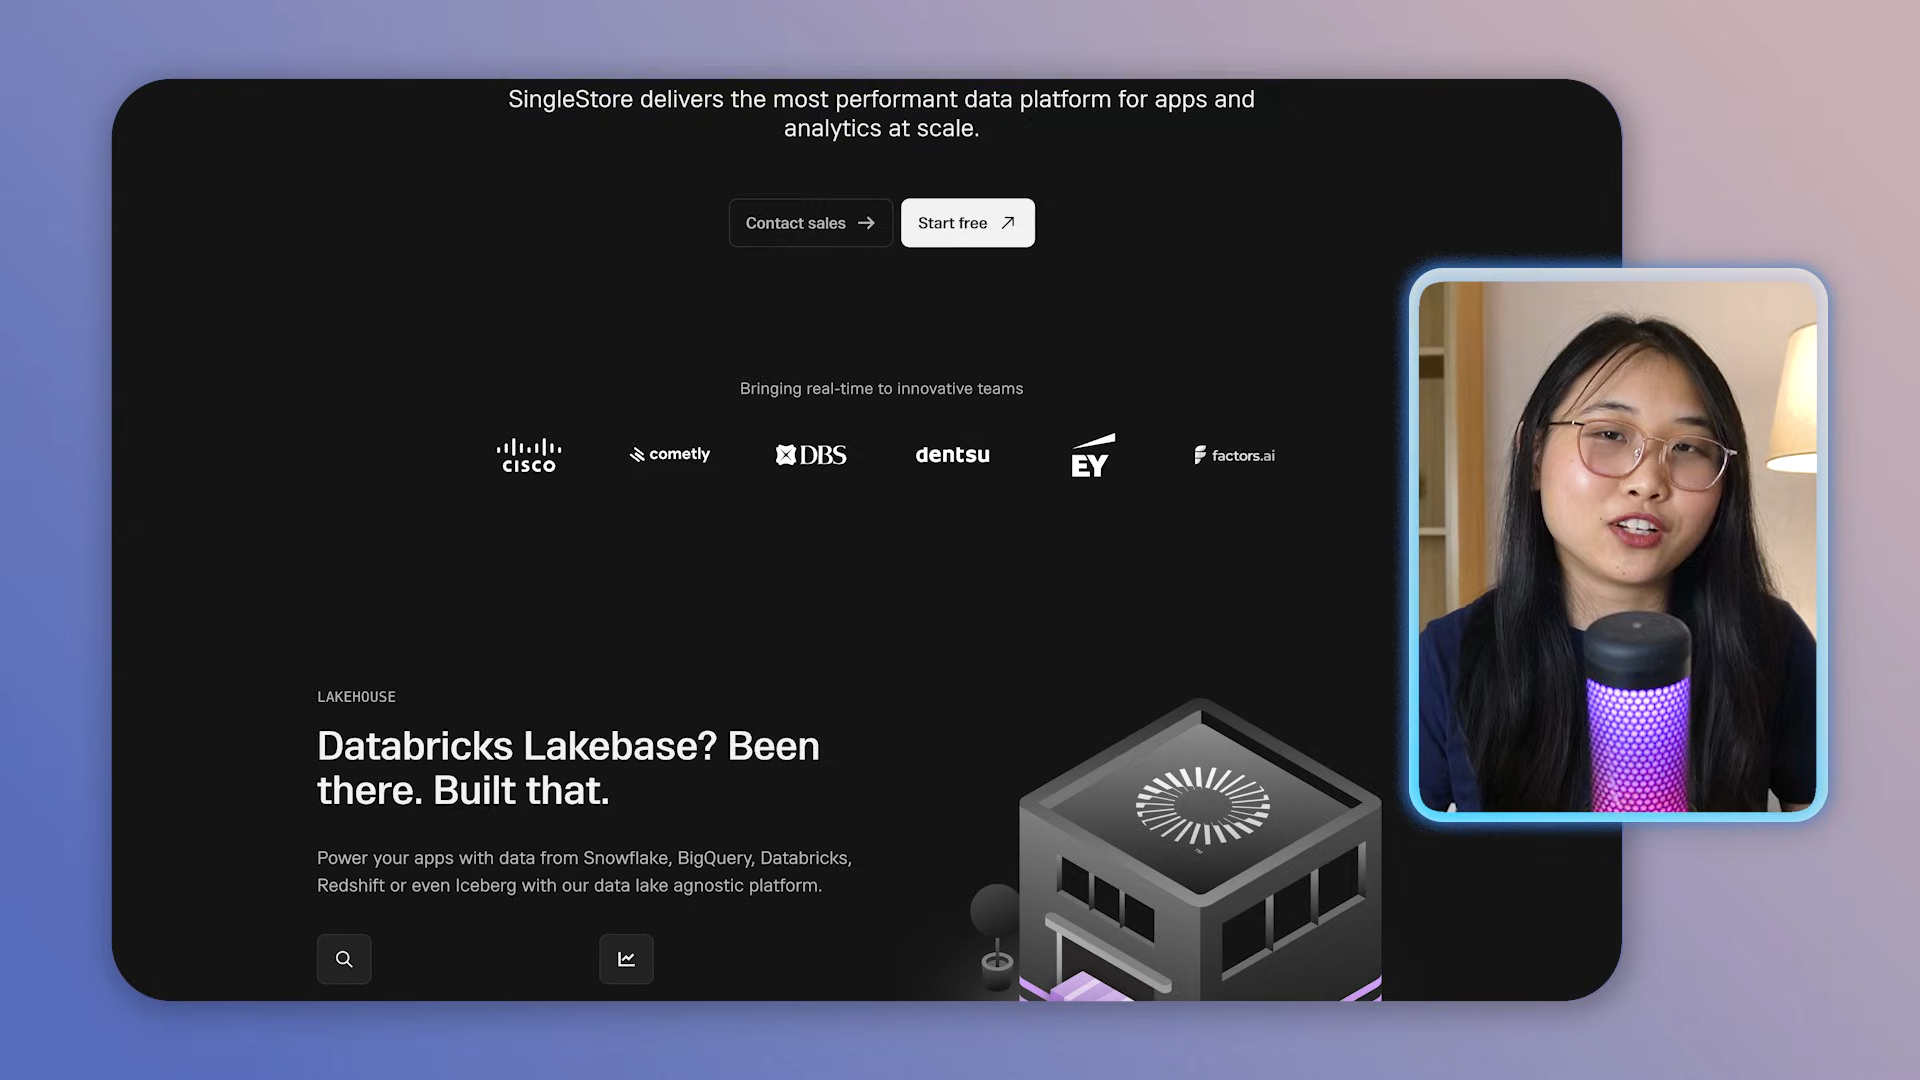 SingleStore delivers the most performant data platform for apps and
analytics at scale.
Contact sales
Start free
Bringing real-time to innovative teams
CISCO
cometly
DBS
dentsu
EY
factors.ai
LAKEHOUSE
Databricks Lakebase? Been
there. Built that.
Power your apps with data from Snowflake, BigQuery, Databricks,
Redshift or even Iceberg with our data lake agnostic platform.
TM